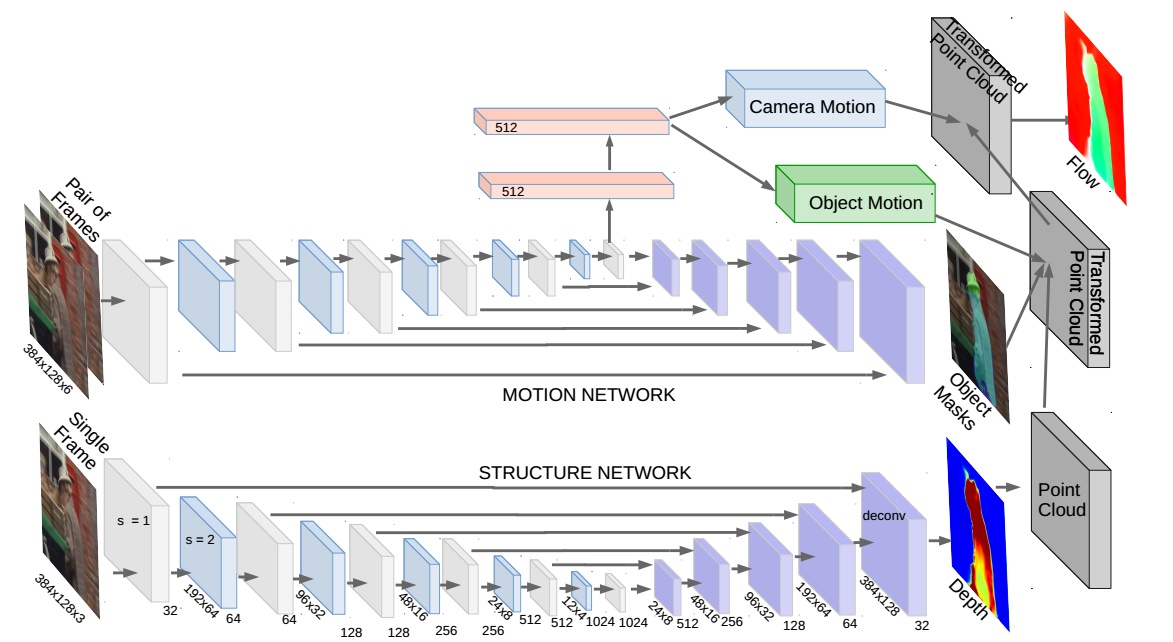 Transformed
Point Cloud
512
Camera Motion
Flow
512
Object Motion
Pair of
Frames
Transformed
Point Cloud
384x128x6
MOTION NETWORK
Object
Masks
Single
Frame
STRUCTURE NETWORK
s = 1
s = 2
deconv
Point
Cloud
384x128x3
32
192x64
64
64
96x32
128
128
48x16
256
256
24x8
512
512
12x4
1024
1024
24x8
512
48x16
256
96x32
128
192x64
64
384x128
32
Depth